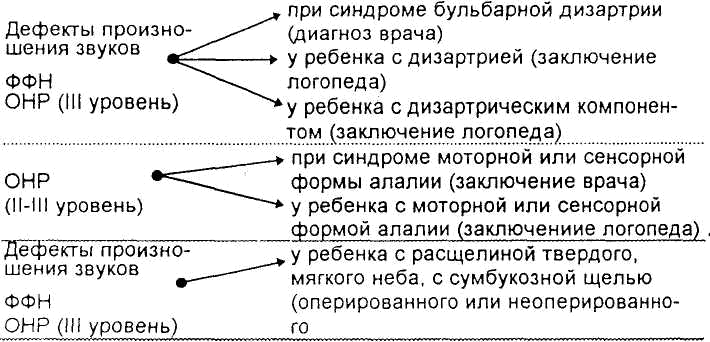 Дефекты произно-
шения звуков
ФФН
ОНР (III уровень)
при синдроме бульбарной дизартрии
(диагноз врача)
у ребенка с дизартрией (заключение
логопеда)
у ребенка с дизартрическим компонен-
том (заключение логопеда)
ОНР
(II-III уровень)
при синдроме моторной или сенсорной
формы алалии (заключение врача)
у ребенка с моторной или сенсорной
формой алалии (заключениие логопеда) .
Дефекты произно-
шения звуков
ФФН
ОНР (III уровень)
у ребенка с расщелиной твердого,
мягкого неба, с сумбукозной щелью
(оперированного или неоперированно-
го